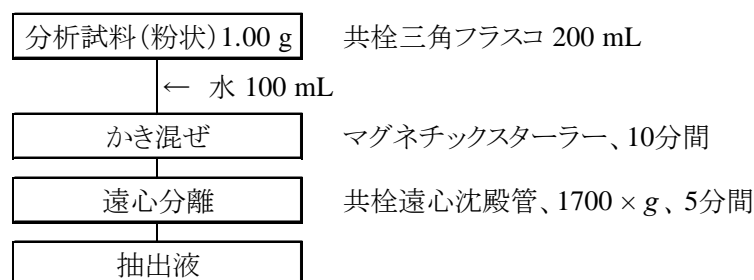 分析試料(粉状)1.00 g 共栓三角フラスコ 200 mL
← 水 100 mL
かき混ぜ マグネチックスターラー、10分間
遠心分離 共栓遠心沈殿管、1700 × g 、5分間
抽出液